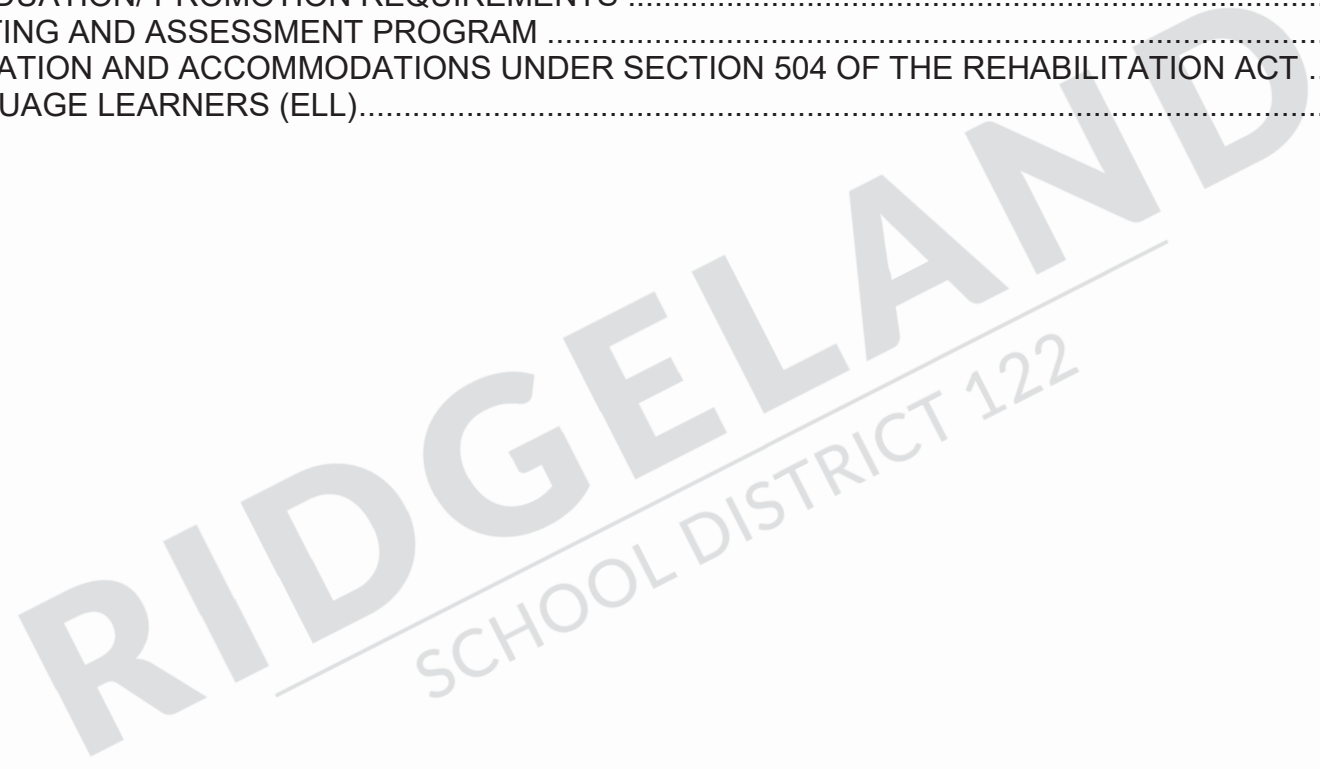 PROMOTION REQUIREMENTS ........................................................................
TING AND ASSESSMENT PROGRAM ........................................................................
ATION AND ACCOMMODATIONS UNDER SECTION 504 OF THE REHABILITATION ACT ..
UAGE LEARNERS (ELL)........................................................................
RIDGELAND
SCHOOL DISTRICT 122